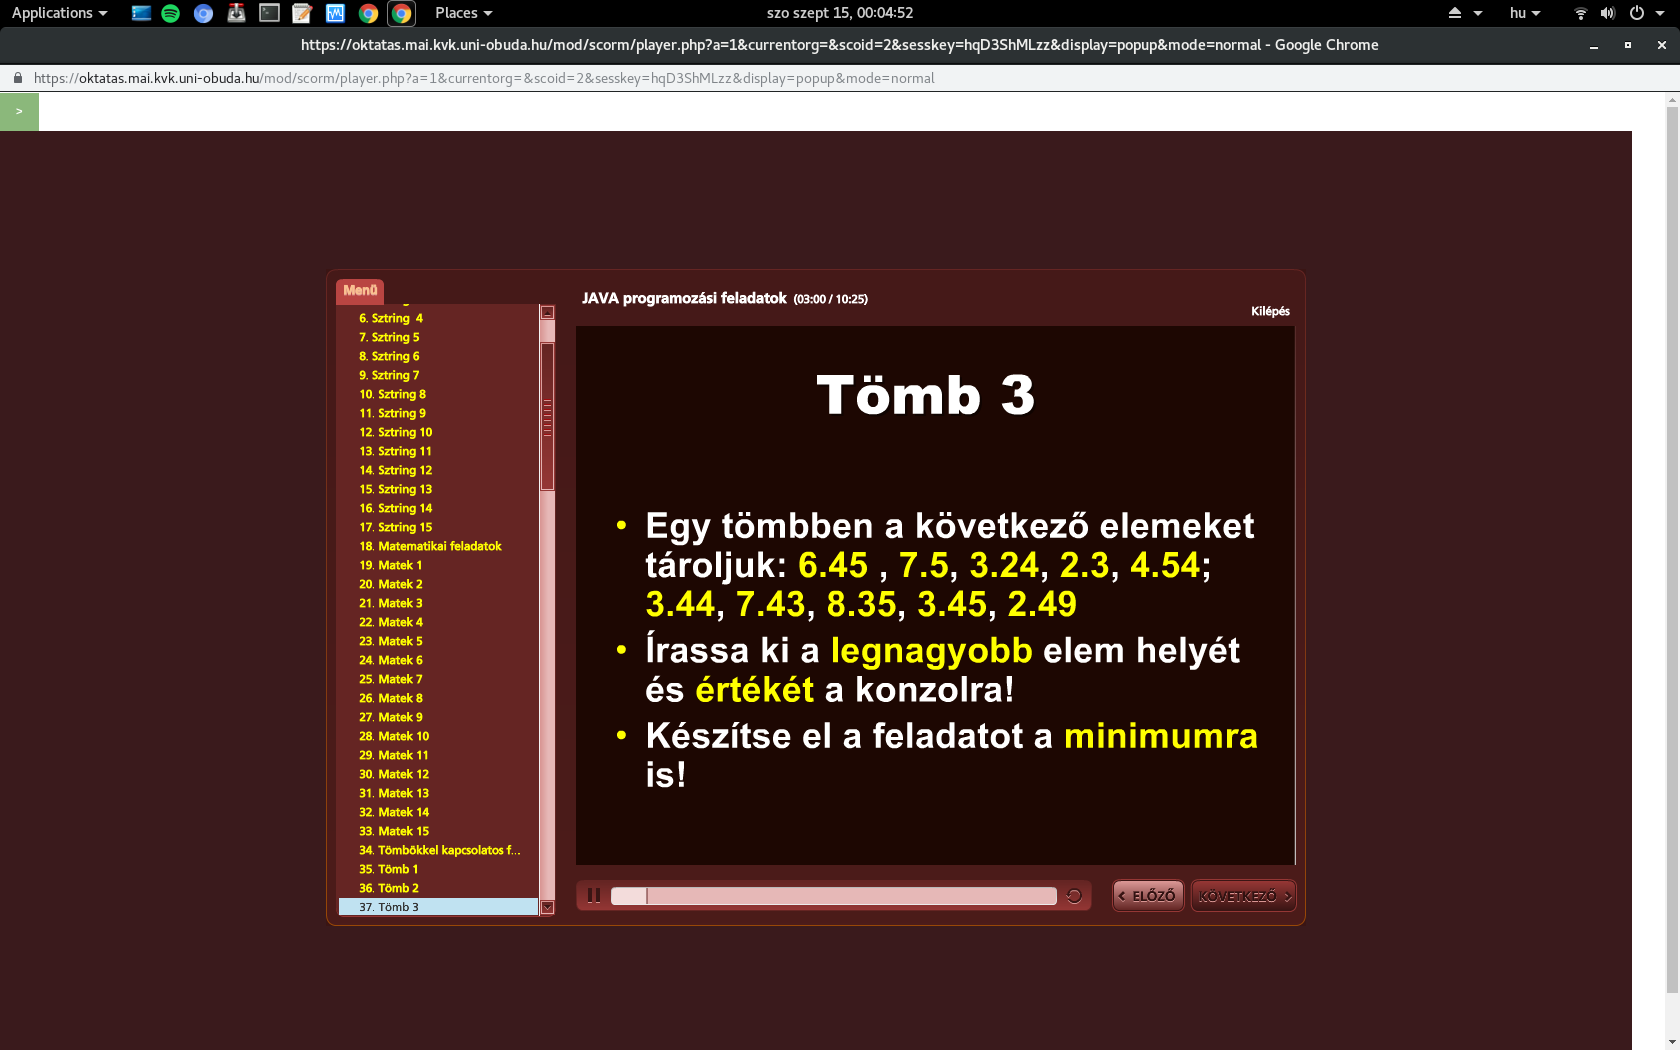 Applications
Places
szo szept 15, 00:04:52
hu
https://oktatas.mai.kvk.uni-obuda.hu/mod/scorm/player.php?a=1&currentorg=&scoid=2&sesskey=hqD3ShMLzz&display=popup&mode=normal - Google Chrome
https://oktatas.mai.kvk.uni-obuda.hu/mod/scorm/player.php?a=1&currentorg=&scoid=2&sesskey=hqD3ShMLzz&display=popup&mode=normal
>
Menü
6. Sztring 4
7. Sztring 5
8. Sztring 6
9. Sztring 7
10. Sztring 8
11. Sztring 9
12. Sztring 10
13. Sztring 11
14. Sztring 12
15. Sztring 13
16. Sztring 14
17. Sztring 15
18. Matematikai feladatok
19. Matek 1
20. Matek 2
21. Matek 3
22. Matek 4
23. Matek 5
24. Matek 6
25. Matek 7
26. Matek 8
27. Matek 9
28. Matek 10
29. Matek 11
30. Matek 12
31. Matek 13
32. Matek 14
33. Matek 15
34. Tömbökkel kapcsolatos f...
35. Tömb 1
36. Tömb 2
37. Tömb 3
JAVA programozási feladatok (03:00 / 10:25)
Kilépés
Tömb 3
• Egy tömbben a következő elemeket
tároljuk: 6.45 , 7.5, 3.24, 2.3, 4.54;
3.44, 7.43, 8.35, 3.45, 2.49
• Írassa ki a legnagyobb elem helyét
és értékét a konzolra!
• Készítse el a feladatot a minimumra
is!
< ELŐZŐ
KÖVETKEZŐ >